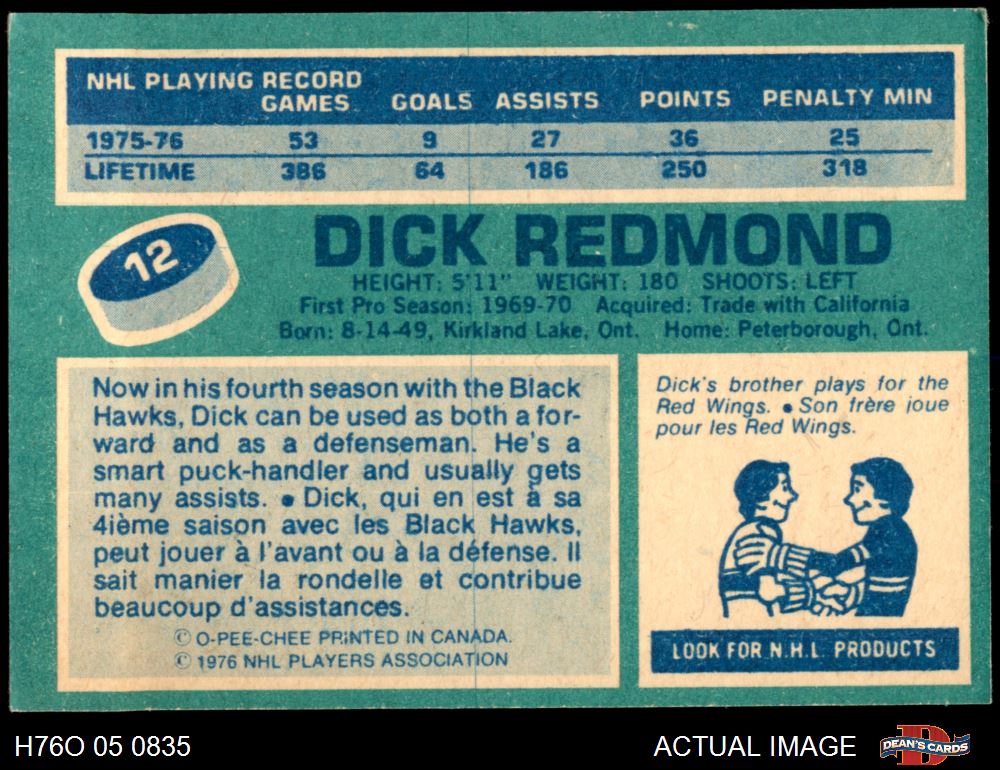 NHL PLAYING RECORD
GAMES GOALS ASSISTS POINTS PENALTY MIN
1975-76 53 9 27 36 25
LIFETIME 386 64 186 250 318
12
DICK REDMOND
HEIGHT: 5'11" WEIGHT: 180 SHOOTS: LEFT
First Pro Season: 1969-70 Acquired: Trade with California
Born: 8-14-49, Kirkland Lake, Ont. Home: Peterborough, Ont.
Now in his fourth season with the Black
Hawks, Dick can be used as both a for-
ward and as a defenseman. He's a
smart puck-handler and usually gets
many assists. • Dick, qui en est à sa
4ième saison avec les Black Hawks,
peut jouer à l'avant ou à la défense. Il
sait manier la rondelle et contribue
beaucoup d'assistances.
© O-PEE-CHEE PRINTED IN CANADA.
© 1976 NHL PLAYERS ASSOCIATION
Dick's brother plays for the
Red Wings. • Son frère joue
pour les Red Wings.
LOOK FOR N.H.L. PRODUCTS
H76O 05 0835
ACTUAL IMAGE
D
DEAN'S CARDS